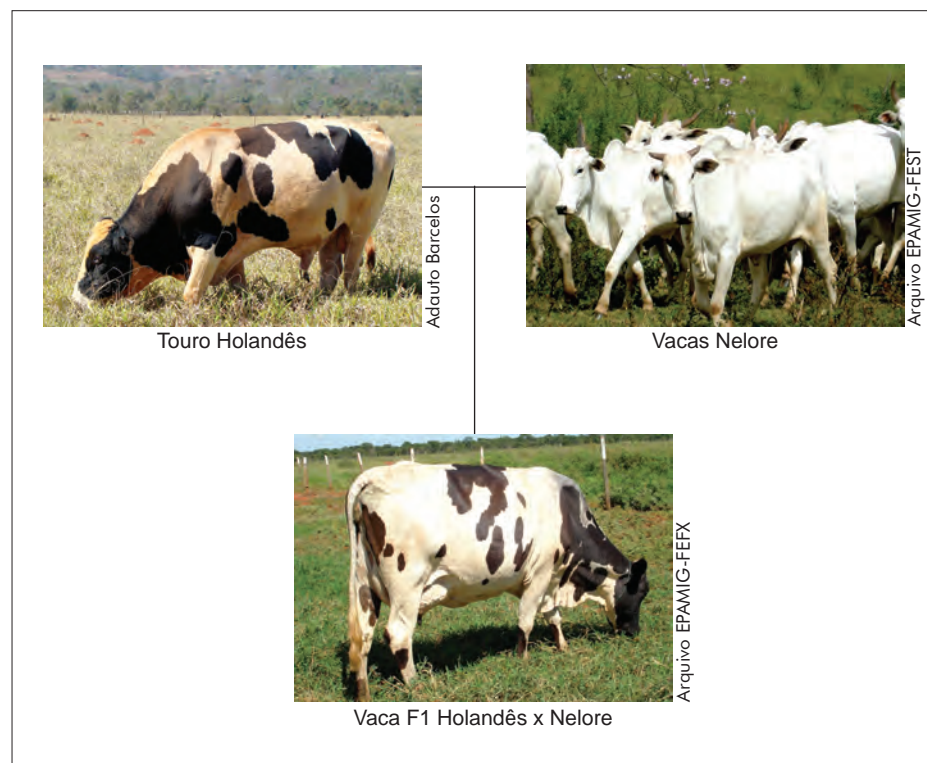 Adauto Barcelos
Arquivo EPAMIG-FEST
Touro Holandês
Vacas Nelore
Arquivo EPAMIG-FEFX
Vaca F1 Holandês x Nelore